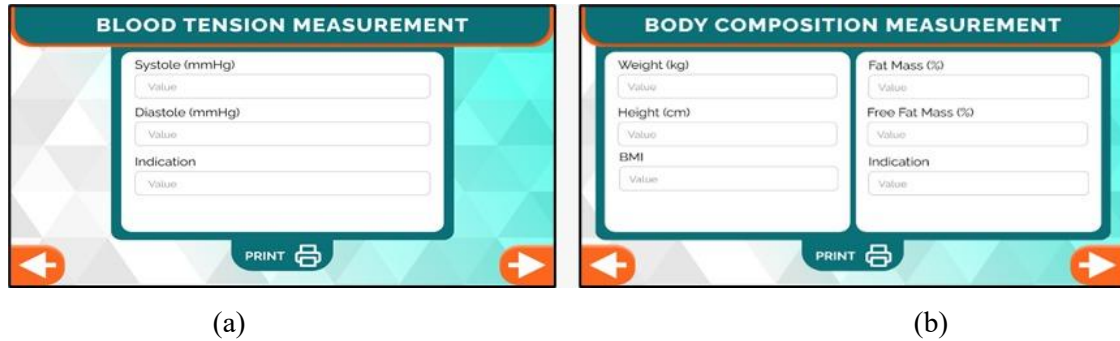 BLOOD TENSION MEASUREMENT
Systole (mmHg)
Value
Diastole (mmHg)
Value
Indication
Value
PRINT
BODY COMPOSITION MEASUREMENT
Weight (kg)
Value
Height (cm)
Value
BMI
Value
Fat Mass (%)
Value
Free Fat Mass (%)
Value
Indication
Value
PRINT
(a)
(b)